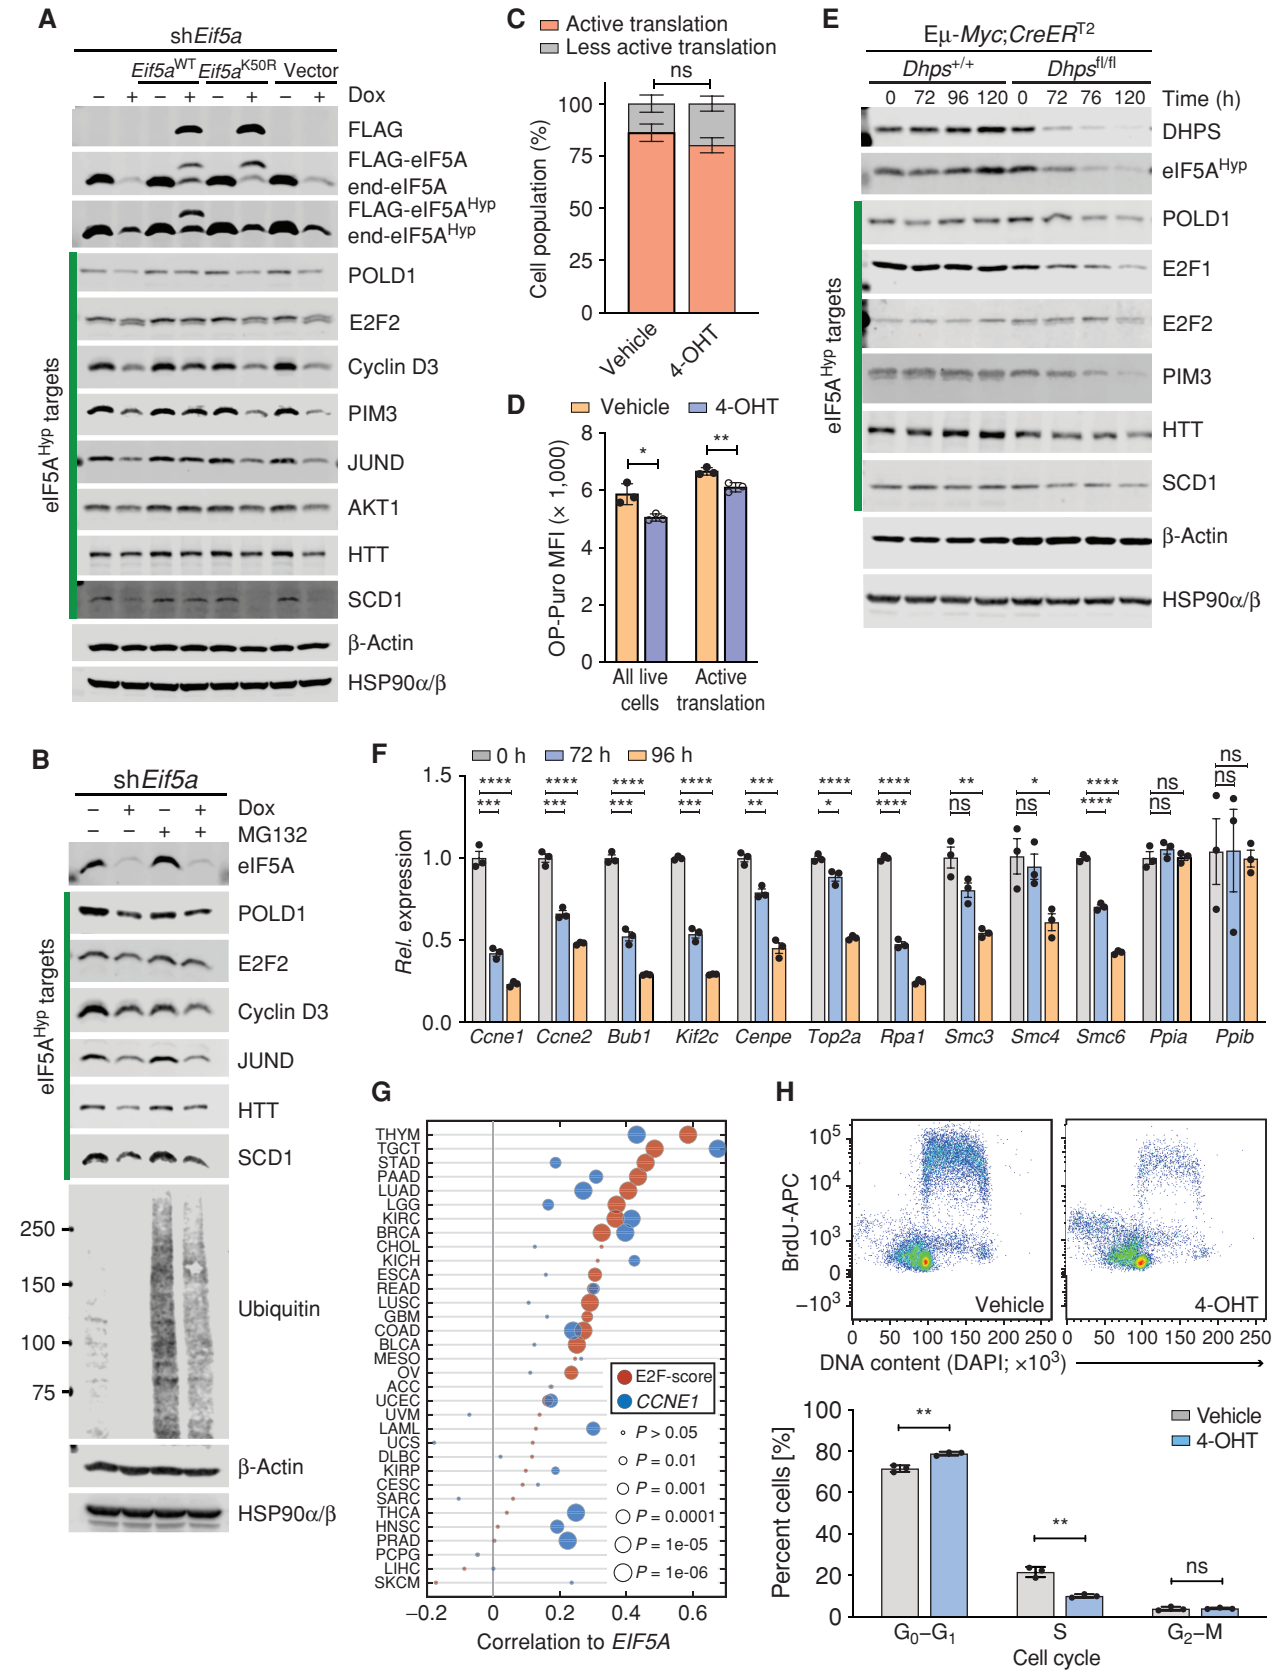 A
shEif5a
Eif5aWT Eif5aK50R Vector
– + – + – + – + Dox
FLAG
FLAG-eIF5A
end-eIF5A
FLAG-eIF5AHyp
end-eIF5AHyp
POLD1
E2F2
Cyclin D3
PIM3
JUND
AKT1
HTT
SCD1
β-Actin
HSP90α/β
eIF5AHyp targets
B
shEif5a
– + – + Dox
– – + + MG132
eIF5A
POLD1
E2F2
Cyclin D3
JUND
HTT
SCD1
eIF5AHyp targets
250
150
100
75
Ubiquitin
β-Actin
HSP90α/β
C
Active translation
Less active translation
ns
Cell population (%)
100
75
50
25
0
Vehicle
4-OHT
D
Vehicle 4-OHT
OP-Puro MFI (× 1,000)
8
6
4
2
0
*
**
All live
cells
Active
translation
E
Eμ-Myc;CreERT2
Dhps+/+ Dhpsfl/fl
0 72 96 120 0 72 76 120 Time (h)
DHPS
eIF5AHyp
POLD1
E2F1
E2F2
PIM3
HTT
SCD1
β-Actin
HSP90α/β
eIF5AHyp targets
F
0 h 72 h 96 h
Rel. expression
1.5
1.0
0.5
0.0
**** **** **** **** *** **** **** ** * **** ns ns
*** *** *** *** ** * **** ns ns **** ns ns
Ccne1 Ccne2 Bub1 Kif2c Cenpe Top2a Rpa1 Smc3 Smc4 Smc6 Ppia Ppib
G
THYM
TGCT
STAD
PAAD
LUAD
LGG
KIRC
BRCA
CHOL
KICH
ESCA
READ
LUSC
GBM
COAD
BLCA
MESO
OV
ACC
UCEC
UVM
LAML
UCS
DLBC
KIRP
CESC
SARC
THCA
HNSC
PRAD
PCPG
LIHC
SKCM
E2F-score
CCNE1
P > 0.05
P = 0.01
P = 0.001
P = 0.0001
P = 1e-05
P = 1e-06
–0.2 0 0.2 0.4 0.6
Correlation to EIF5A
H
BrdU-APC
10⁵
10⁴
10³
0
–10³
Vehicle
4-OHT
0 50 100 150 200 250
0 50 100 150 200 250
DNA content (DAPI; ×10³)
Percent cells [%]
100
80
60
40
20
0
Vehicle
4-OHT
**
**
ns
G₀–G₁ S G₂–M
Cell cycle